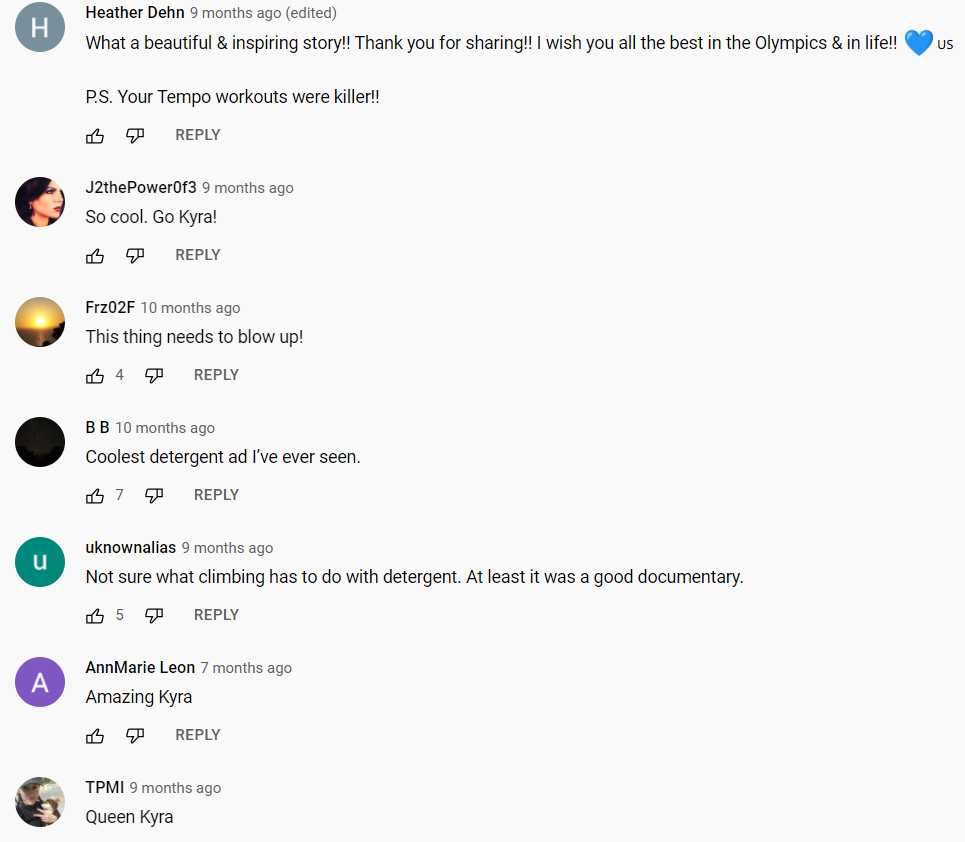 H
Heather Dehn 9 months ago (edited)
What a beautiful & inspiring story!! Thank you for sharing!! I wish you all the best in the Olympics & in life!! 💙 US
P.S. Your Tempo workouts were killer!!
REPLY
J2thePower0f3 9 months ago
So cool. Go Kyra!
REPLY
Frz02F 10 months ago
This thing needs to blow up!
4 REPLY
B B 10 months ago
Coolest detergent ad I’ve ever seen.
7 REPLY
u
uknownalias 9 months ago
Not sure what climbing has to do with detergent. At least it was a good documentary.
5 REPLY
A
AnnMarie Leon 7 months ago
Amazing Kyra
REPLY
TPMI 9 months ago
Queen Kyra